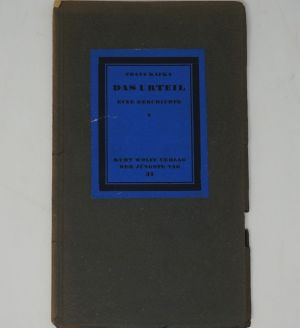 FRANZ KAFKA
DAS URTEIL
EINE GESCHICHTE
KURT WOLFF VERLAG
DER JÜNGSTE TAG
34